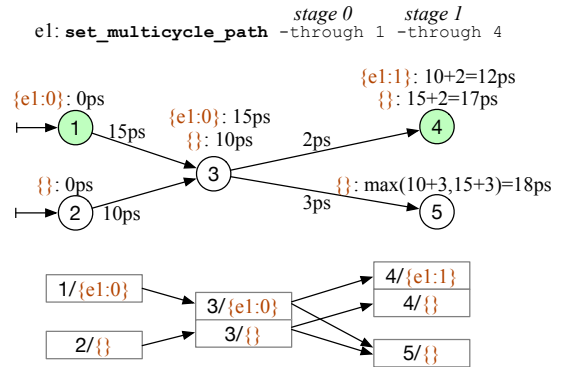 stage 0 stage 1
e1: set_multicycle_path -through 1 -through 4
{e1:0}: 0ps
{e1:1}: 10+2=12ps
{}: 15+2=17ps
1
15ps
{e1:0}: 15ps
{}: 10ps
2ps
4
3
{}: 0ps
{}: max(10+3,15+3)=18ps
2
10ps
3ps
5
1/{e1:0}
4/{e1:1}
3/{e1:0}
4/{}
2/{}
3/{}
5/{}